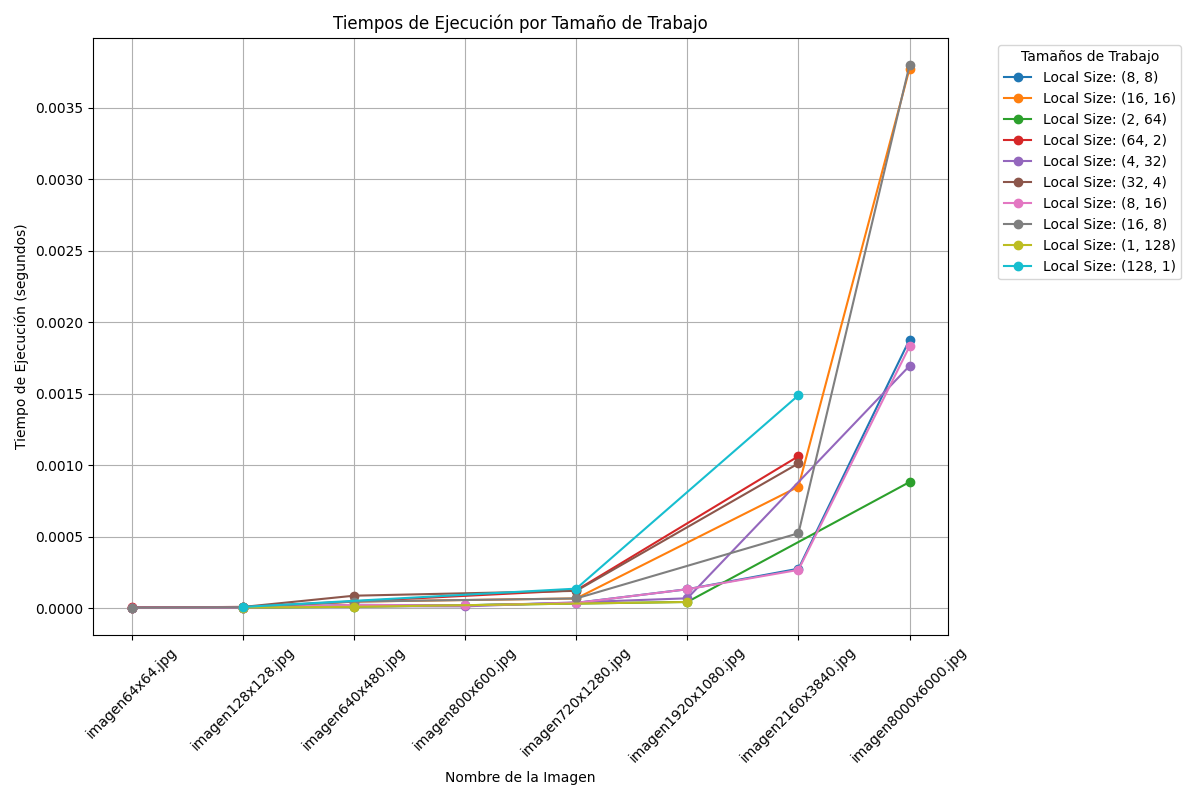 Tiempos de Ejecución por Tamaño de Trabajo
Tiempo de Ejecución (segundos)
0.0035
0.0030
0.0025
0.0020
0.0015
0.0010
0.0005
0.0000
imagen64x64.jpg
imagen128x128.jpg
imagen640x480.jpg
imagen800x600.jpg
imagen720x1280.jpg
imagen1920x1080.jpg
imagen2160x3840.jpg
imagen8000x6000.jpg
Nombre de la Imagen
Tamaños de Trabajo
Local Size: (8, 8)
Local Size: (16, 16)
Local Size: (2, 64)
Local Size: (64, 2)
Local Size: (4, 32)
Local Size: (32, 4)
Local Size: (8, 16)
Local Size: (16, 8)
Local Size: (1, 128)
Local Size: (128, 1)